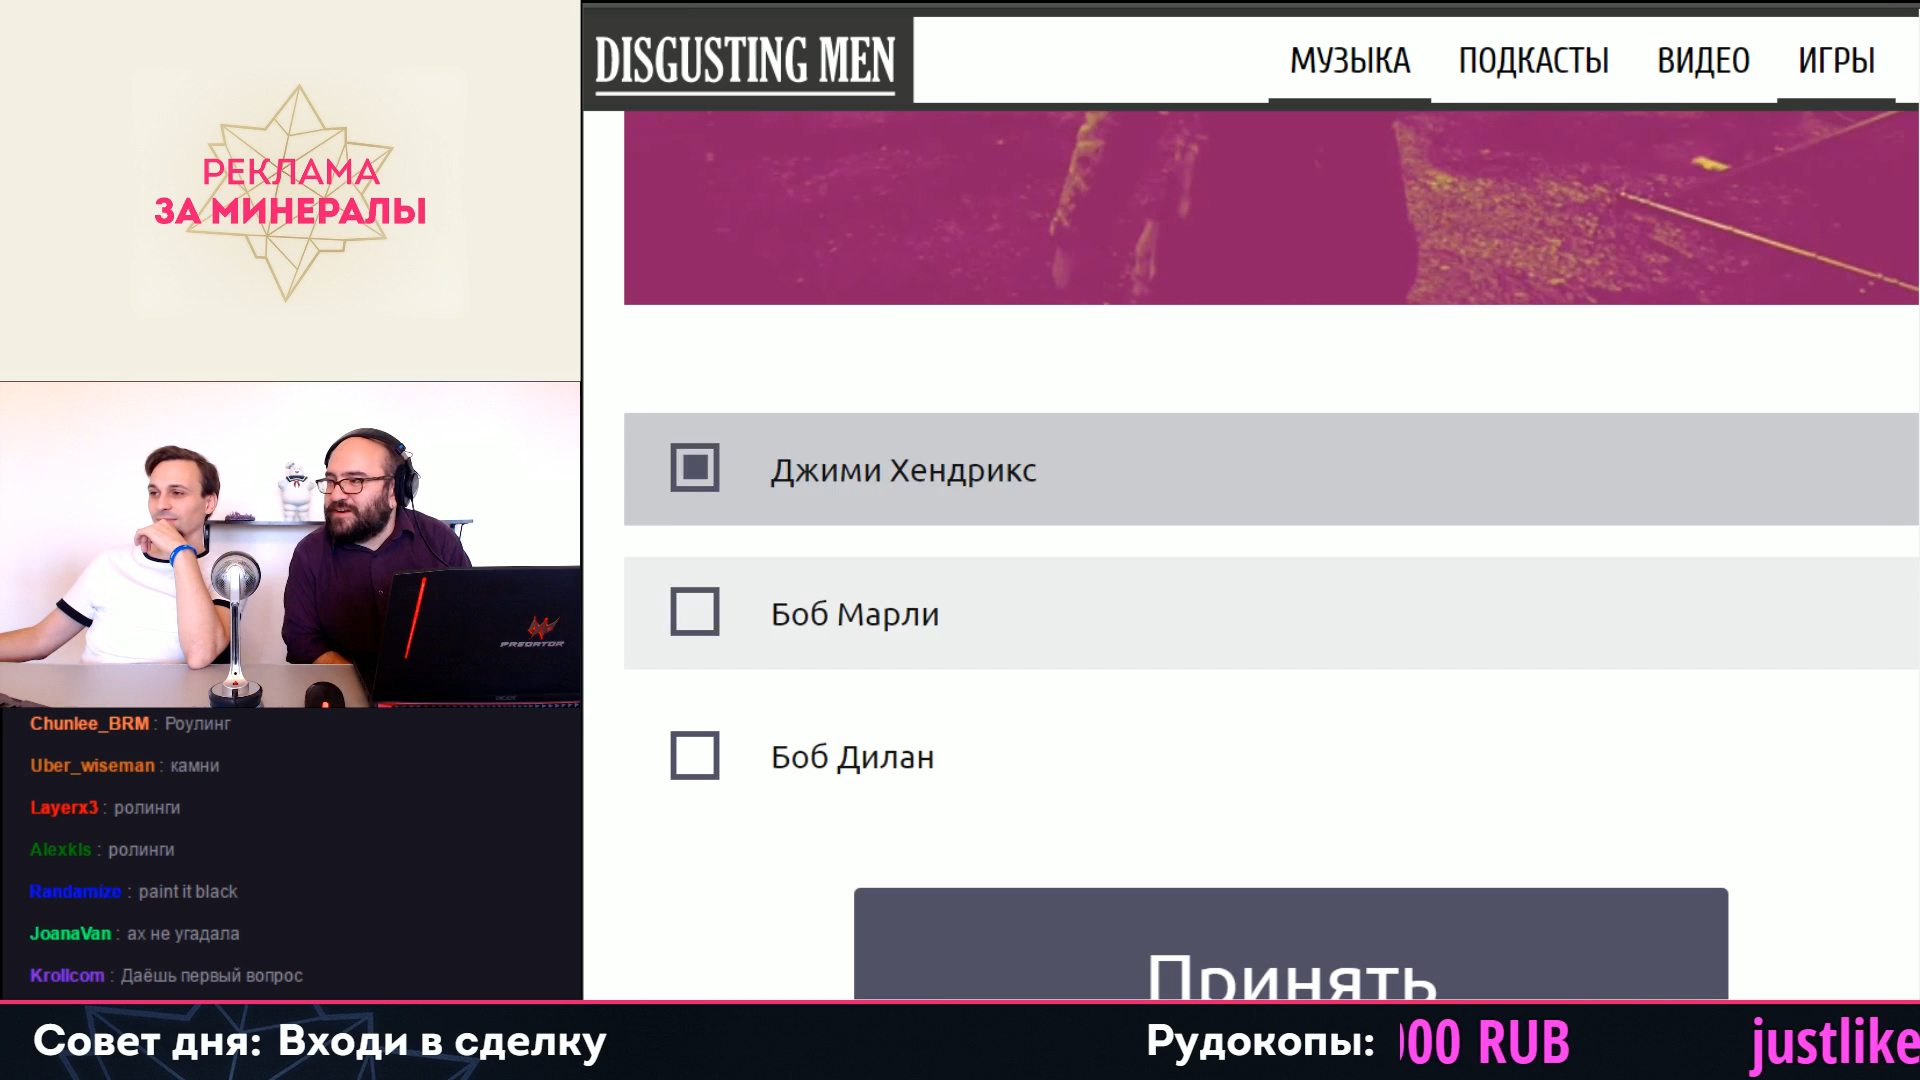 РЕКЛАМА
ЗА МИНЕРАЛЫ
DISGUSTING MEN
МУЗЫКА ПОДКАСТЫ ВИДЕО ИГРЫ
Джими Хендрикс
Боб Марли
Боб Дилан
Принять
PREDATOR
Chunlee_BRM : Роулинг
Uber_wiseman : камни
Layerx3 : ролинги
Alexkls : ролинги
Randamize : paint it black
JoanaVan : ах не угадала
Krollcom : Даёшь первый вопрос
Совет дня: Входи в сделку
Рудокопы: 00 RUB justlike